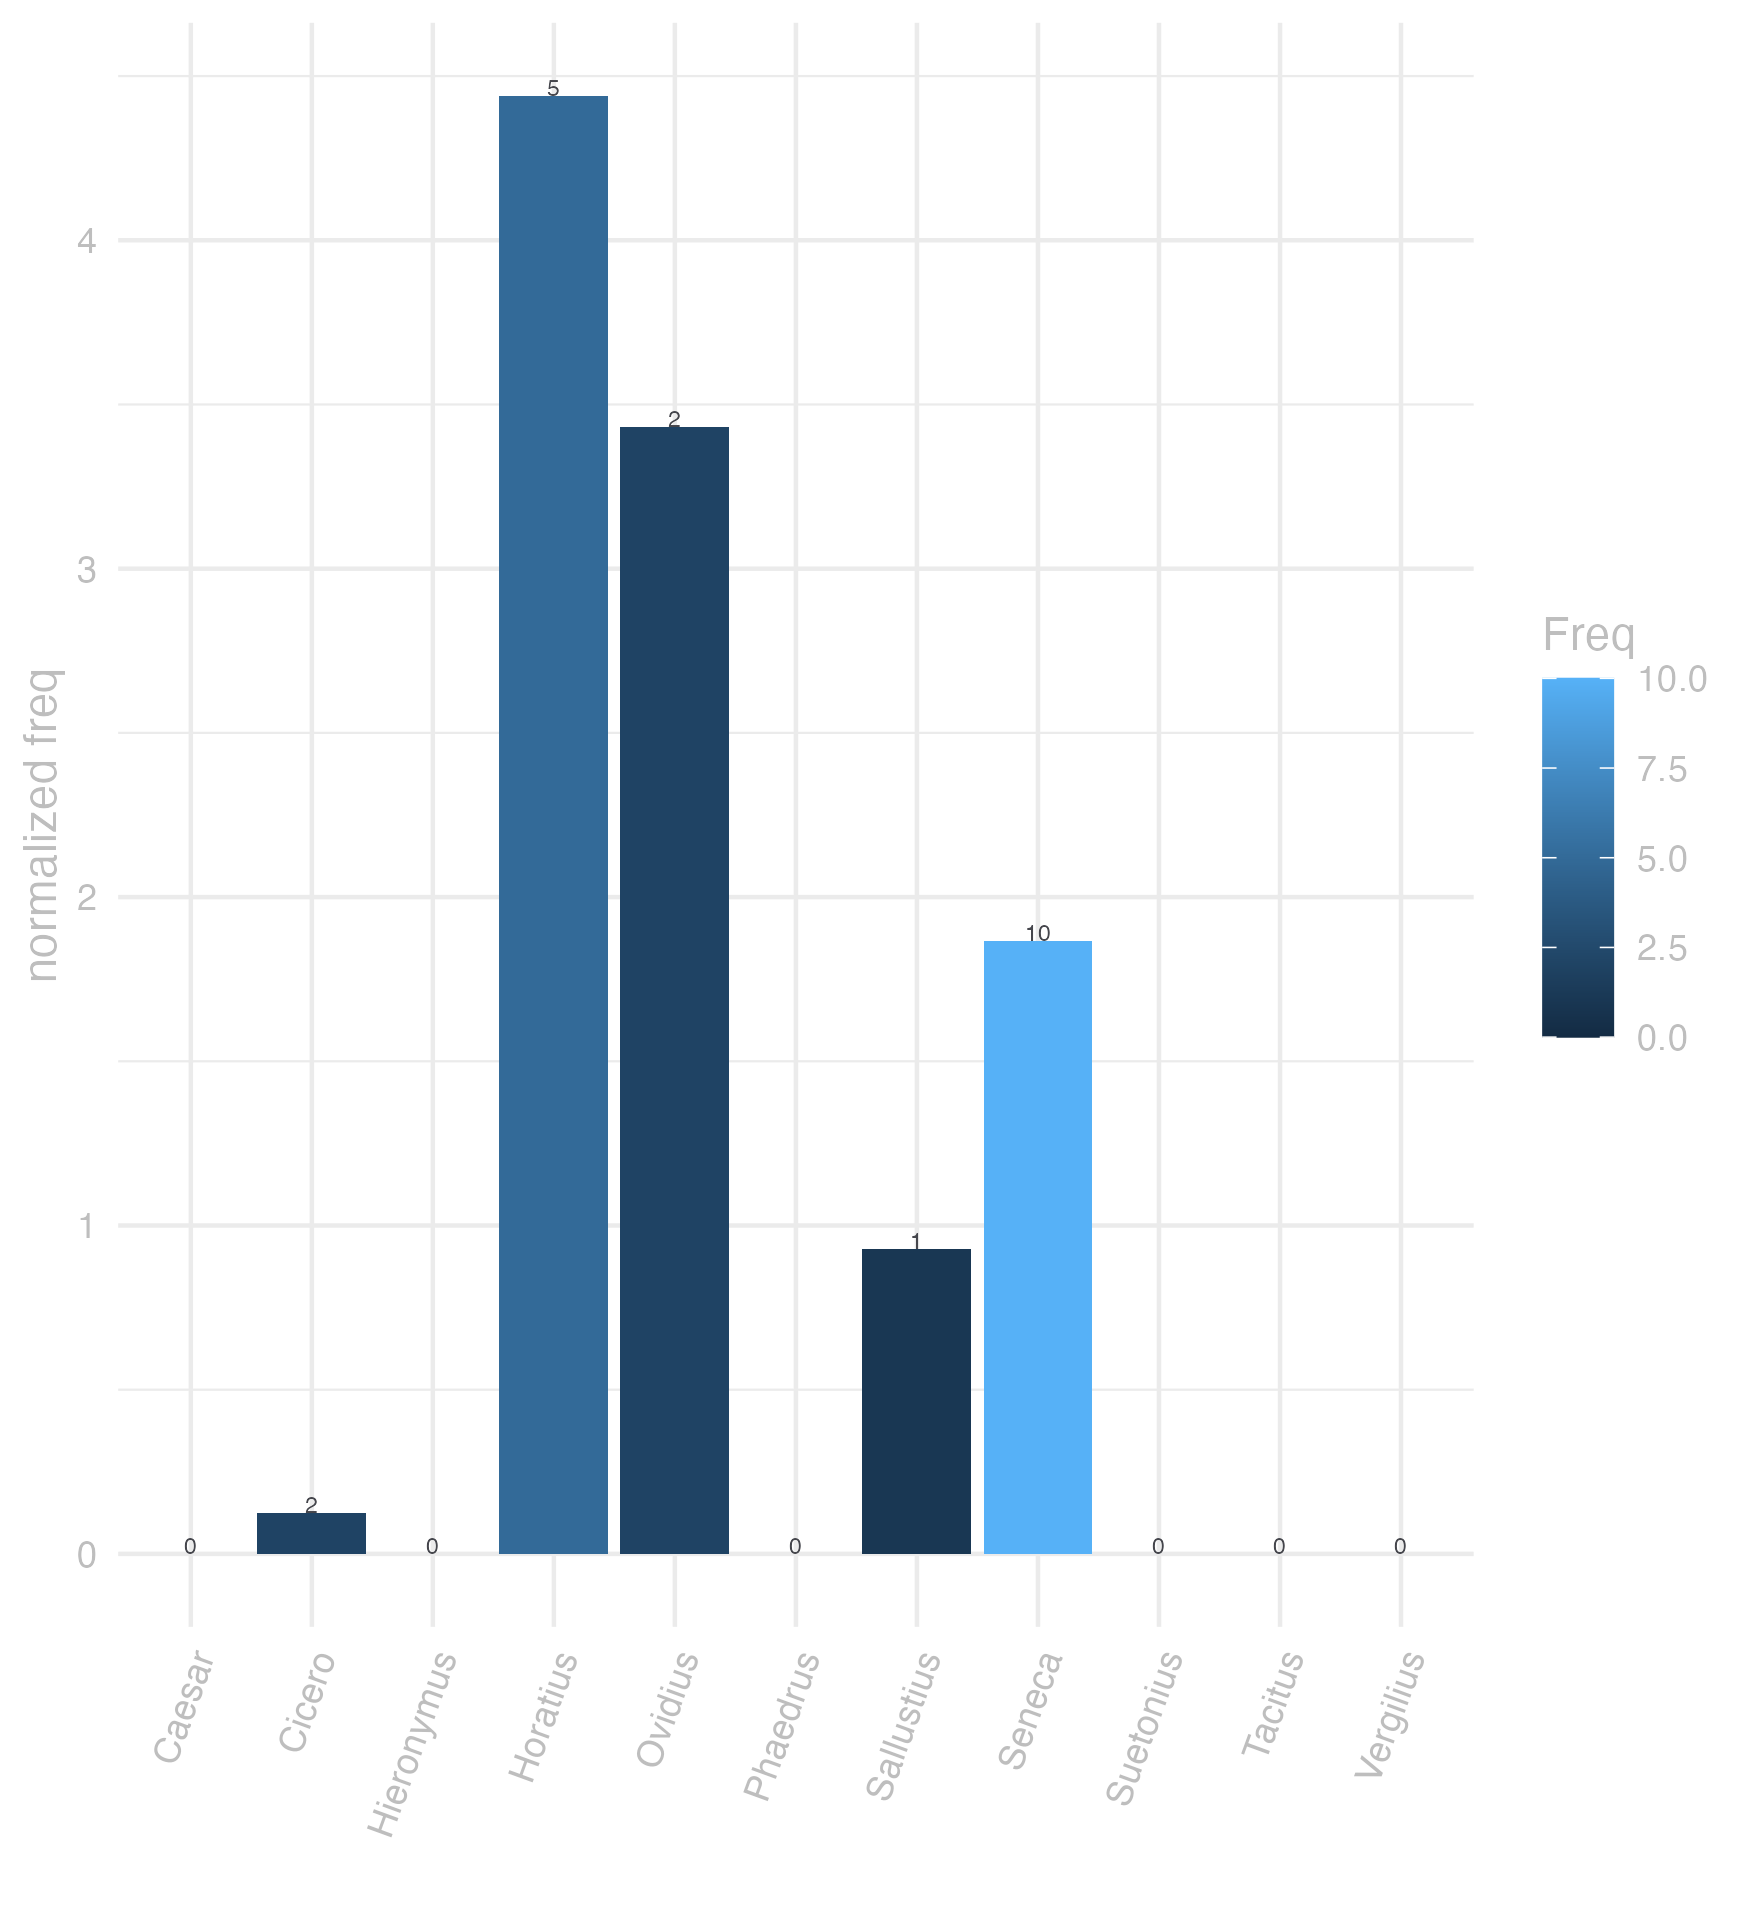 normalized freq
4
3
2
1
0
0
2
0
5
2
0
1
10
0
0
0
Caesar
Cicero
Hieronymus
Horatius
Ovidius
Phaedrus
Sallustius
Seneca
Suetonius
Tacitus
Vergilius
Freq
10.0
7.5
5.0
2.5
0.0